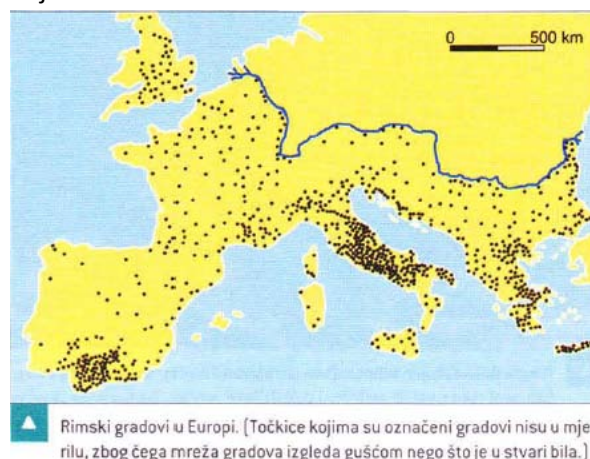 0 500 km
Rimski gradovi u Europi. (Točkice kojima su označeni gradovi nisu u mje
rilu, zbog čega mreža gradova izgleda gušćom nego što je u stvari bila.)